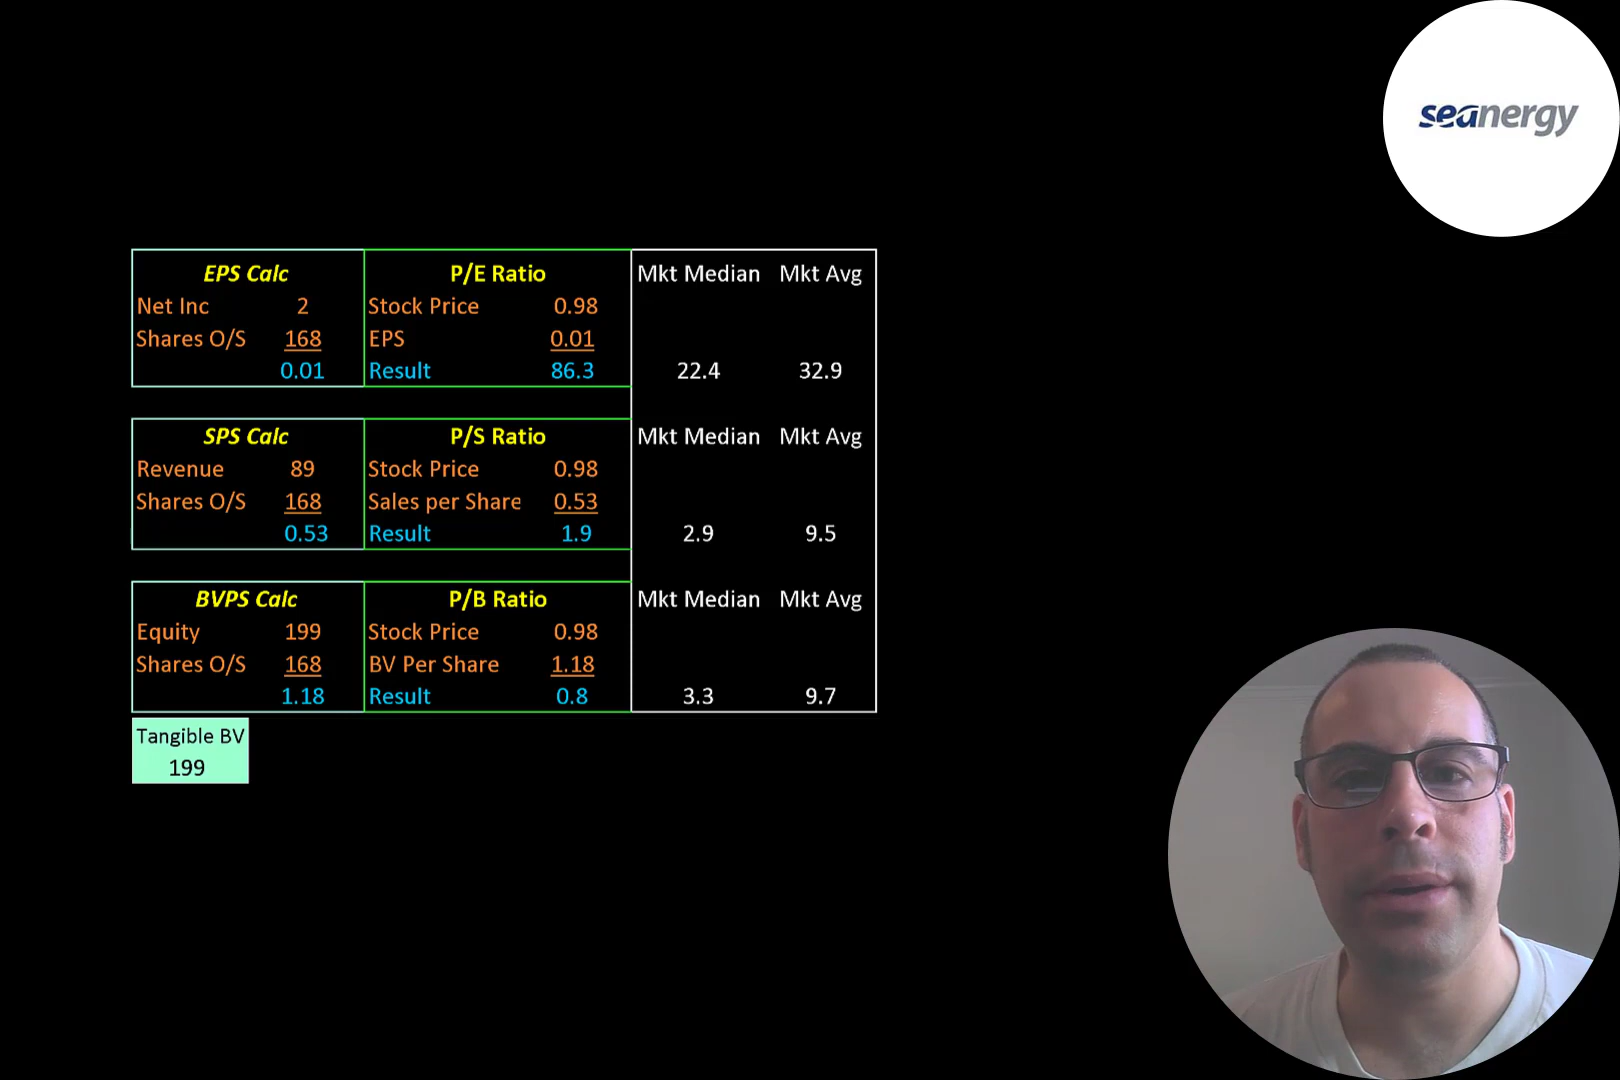 seanergy
EPS Calc P/E Ratio Mkt Median Mkt Avg
Net Inc 2 Stock Price 0.98
Shares O/S 168 EPS 0.01
0.01 Result 86.3 22.4 32.9
SPS Calc P/S Ratio Mkt Median Mkt Avg
Revenue 89 Stock Price 0.98
Shares O/S 168 Sales per Share 0.53
0.53 Result 1.9 2.9 9.5
BVPS Calc P/B Ratio Mkt Median Mkt Avg
Equity 199 Stock Price 0.98
Shares O/S 168 BV Per Share 1.18
1.18 Result 0.8 3.3 9.7
Tangible BV
199